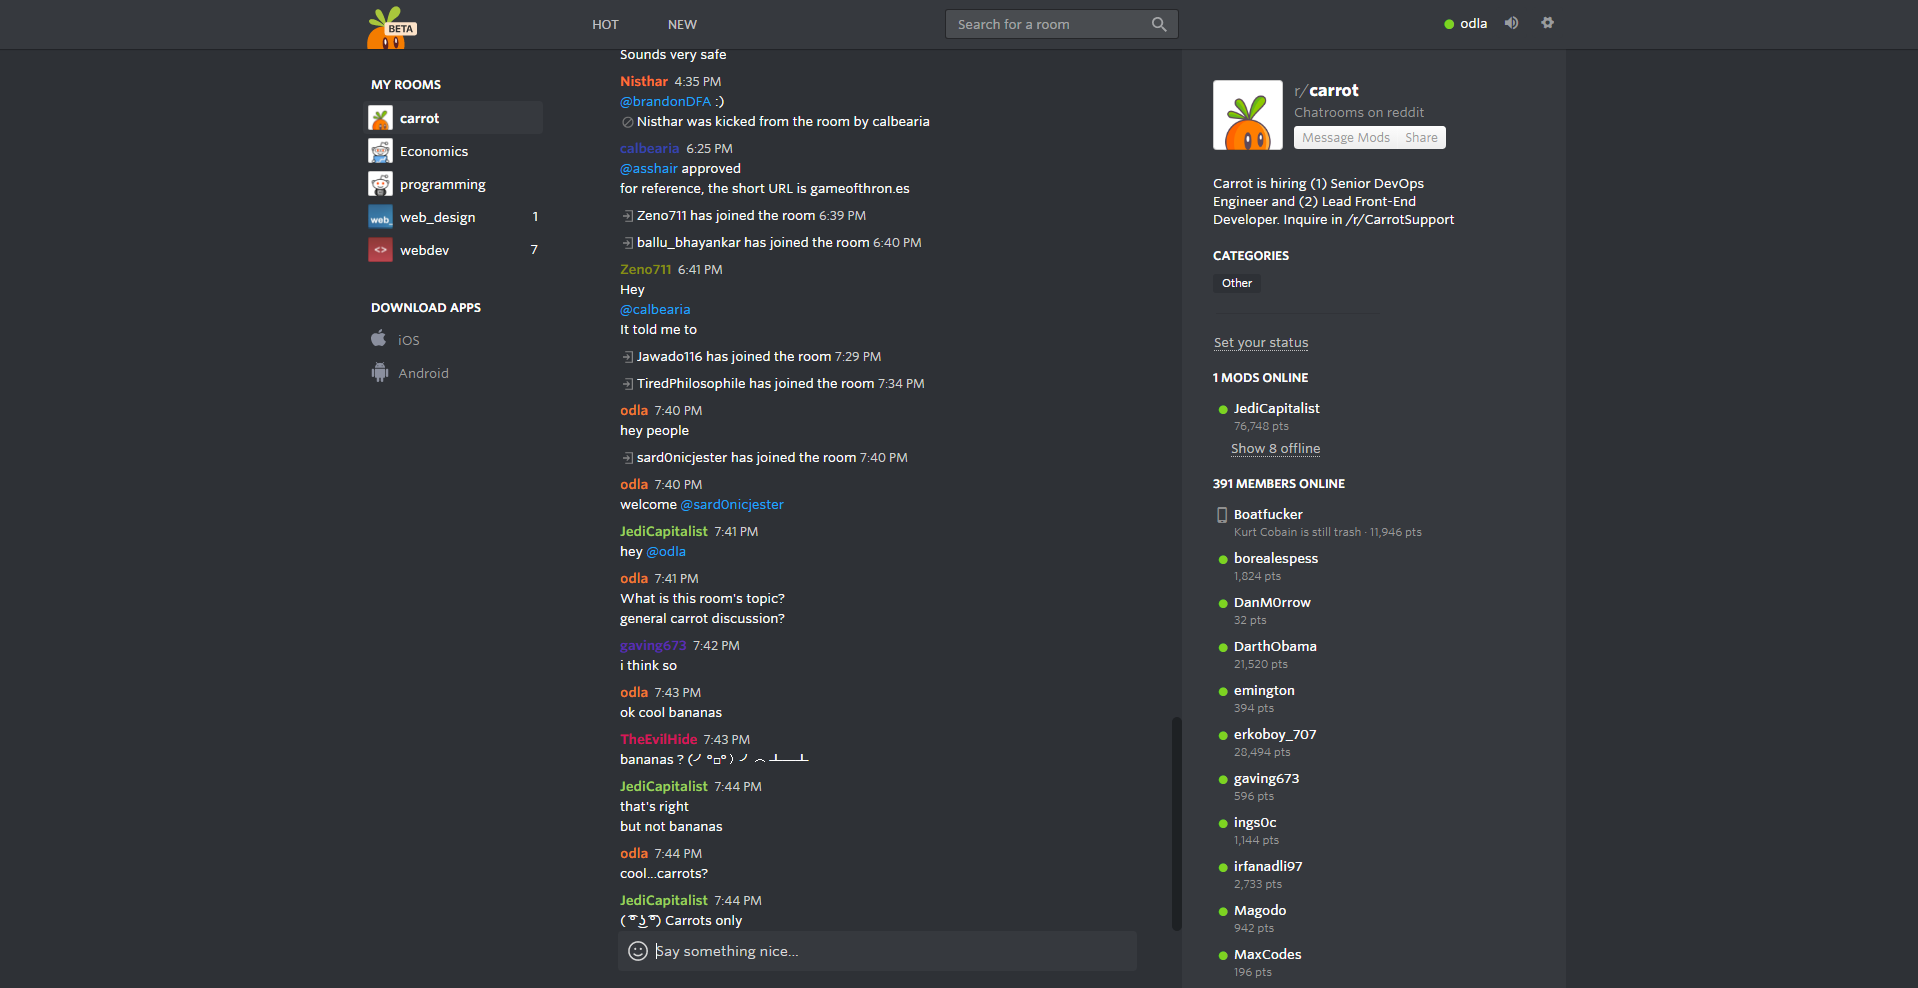 BETA
HOT
NEW
Search for a room
odla
MY ROOMS
carrot
Economics
programming
web_design 1
webdev 7
DOWNLOAD APPS
iOS
Android
Sounds very safe
Nisthar 4:35 PM
@brandonDFA :)
Nisthar was kicked from the room by calbearia
calbearia 6:25 PM
@asshair approved
for reference, the short URL is gameofthron.es
Zeno711 has joined the room 6:39 PM
ballu_bhayankar has joined the room 6:40 PM
Zeno711 6:41 PM
Hey
@calbearia
It told me to
Jawado116 has joined the room 7:29 PM
TiredPhilosophile has joined the room 7:34 PM
odla 7:40 PM
hey people
sard0nicjester has joined the room 7:40 PM
odla 7:40 PM
welcome @sard0nicjester
JediCapitalist 7:41 PM
hey @odla
odla 7:41 PM
What is this room's topic?
general carrot discussion?
gaving673 7:42 PM
i think so
odla 7:43 PM
ok cool bananas
TheEvilHide 7:43 PM
bananas ? (╯°□°）╯︵ ┻━┻
JediCapitalist 7:44 PM
that's right
but not bananas
odla 7:44 PM
cool...carrots?
JediCapitalist 7:44 PM
( ͡° ͜ʖ ͡°) Carrots only
Say something nice...
r/carrot
Chatrooms on reddit
Message Mods Share
Carrot is hiring (1) Senior DevOps
Engineer and (2) Lead Front-End
Developer. Inquire in /r/CarrotSupport
CATEGORIES
Other
Set your status
1 MODS ONLINE
JediCapitalist
76,748 pts
Show 8 offline
391 MEMBERS ONLINE
Boatfucker
Kurt Cobain is still trash · 11,946 pts
borealespess
1,824 pts
DanM0rrow
32 pts
DarthObama
21,520 pts
emington
394 pts
erkoboy_707
28,494 pts
gaving673
596 pts
ings0c
1,144 pts
irfanadli97
2,733 pts
Magodo
942 pts
MaxCodes
196 pts
web_
<>